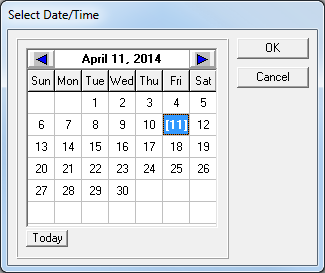 Select Date/Time
April 11, 2014
OK
Sun Mon Tue Wed Thu Fri Sat
Cancel
1 2 3 4 5
6 7 8 9 10 [11] 12
13 14 15 16 17 18 19
20 21 22 23 24 25 26
27 28 29 30
Today